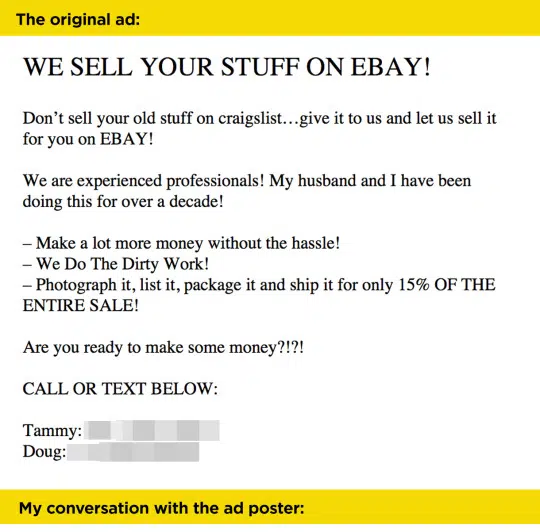 The original ad:
WE SELL YOUR STUFF ON EBAY!
Don’t sell your old stuff on craigslist…give it to us and let us sell it
for you on EBAY!
We are experienced professionals! My husband and I have been
doing this for over a decade!
– Make a lot more money without the hassle!
– We Do The Dirty Work!
– Photograph it, list it, package it and ship it for only 15% OF THE
ENTIRE SALE!
Are you ready to make some money?!?!
CALL OR TEXT BELOW:
Tammy:
Doug:
My conversation with the ad poster: